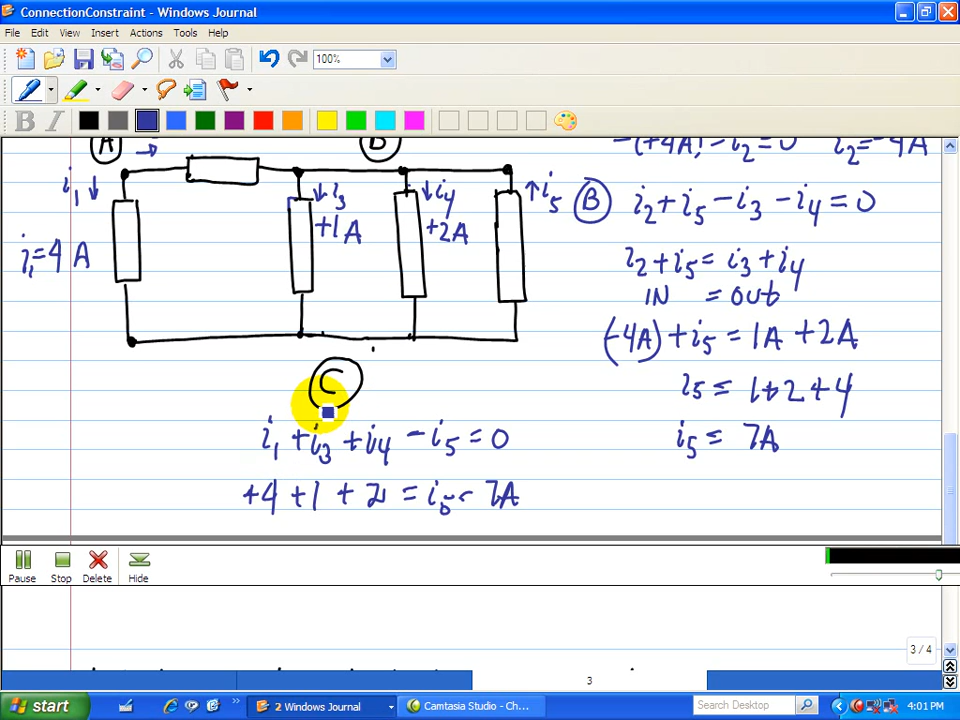 ConnectionConstraint - Windows Journal
File Edit View Insert Actions Tools Help
100%
B I
A
B
-(+4A)-i2=0 i2=-4A
i1
i3
+1A
i4
+2A
i5
i1=4 A
B i2+i5-i3-i4=0
i2+i5=i3+i4
IN = OUT
(-4A)+i5=1A+2A
i5=1+2+4
i5=7A
C
i1+i3+i4-i5=0
+4+1+2=i5=7A
Pause Stop Delete Hide
3 / 4
3
start 2 Windows Journal Camtasia Studio - Ch... Search Desktop 4:01 PM